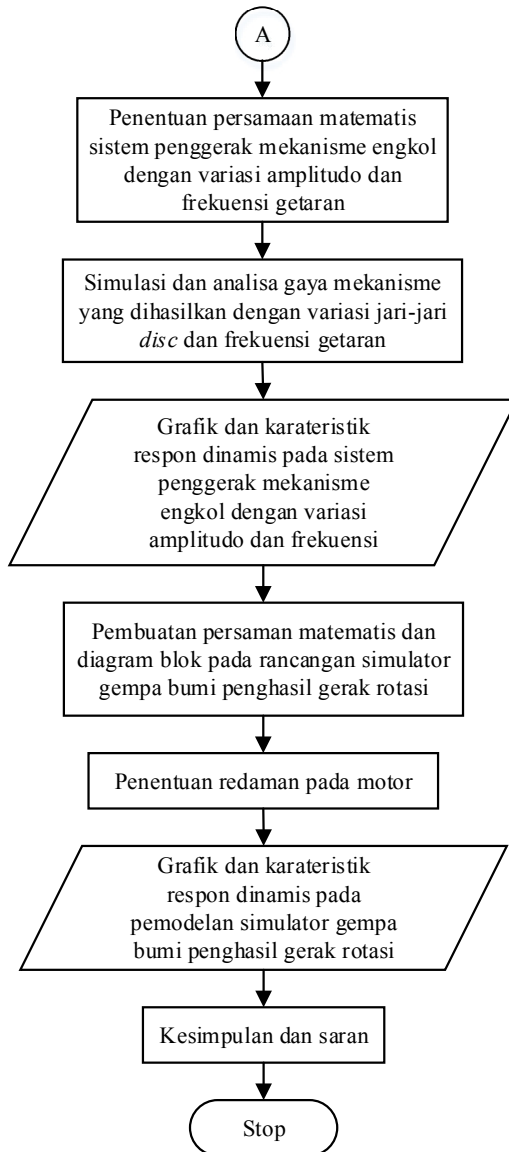 A
Penentuan persamaan matematis
sistem penggerak mekanisme engkol
dengan variasi amplitudo dan
frekuensi getaran
Simulasi dan analisa gaya mekanisme
yang dihasilkan dengan variasi jari-jari
disc dan frekuensi getaran
Grafik dan karateristik
respon dinamis pada sistem
penggerak mekanisme
engkol dengan variasi
amplitudo dan frekuensi
Pembuatan persaman matematis dan
diagram blok pada rancangan simulator
gempa bumi penghasil gerak rotasi
Penentuan redaman pada motor
Grafik dan karateristik
respon dinamis pada
pemodelan simulator gempa
bumi penghasil gerak rotasi
Kesimpulan dan saran
Stop